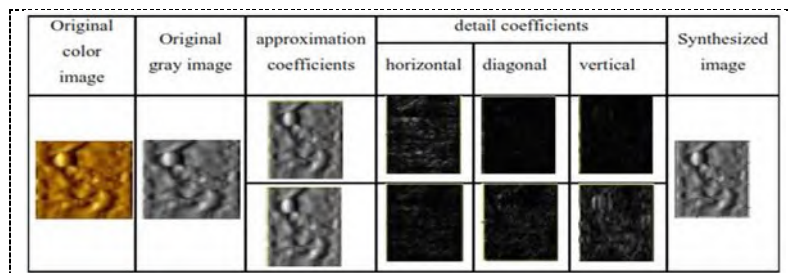 Original
color
image
Original
gray image
approximation
coefficients
detail coefficients
horizontal
diagonal
vertical
Synthesized
image